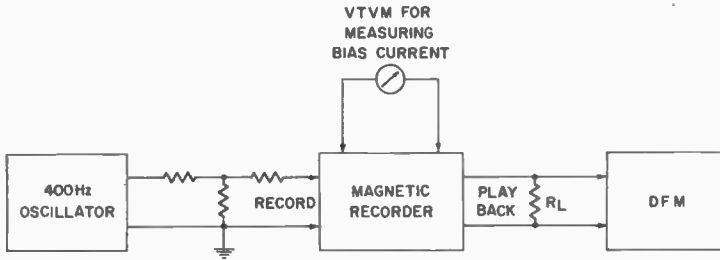 VTVM FOR
MEASURING
BIAS CURRENT
400Hz
OSCILLATOR
RECORD
MAGNETIC
RECORDER
PLAY
BACK
RL
DFM